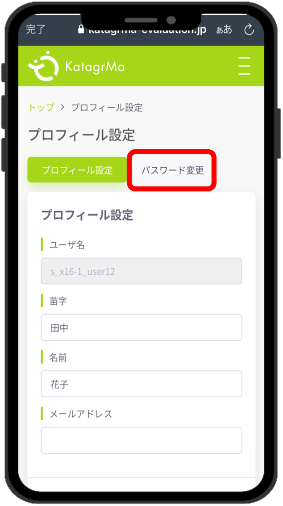 完了 katagrma-evaluation.jp ぁあ
KatagrMa
トップ > プロフィール設定
プロフィール設定
プロフィール設定 パスワード変更
プロフィール設定
ユーザ名
s_x16-1_user12
苗字
田中
名前
花子
メールアドレス